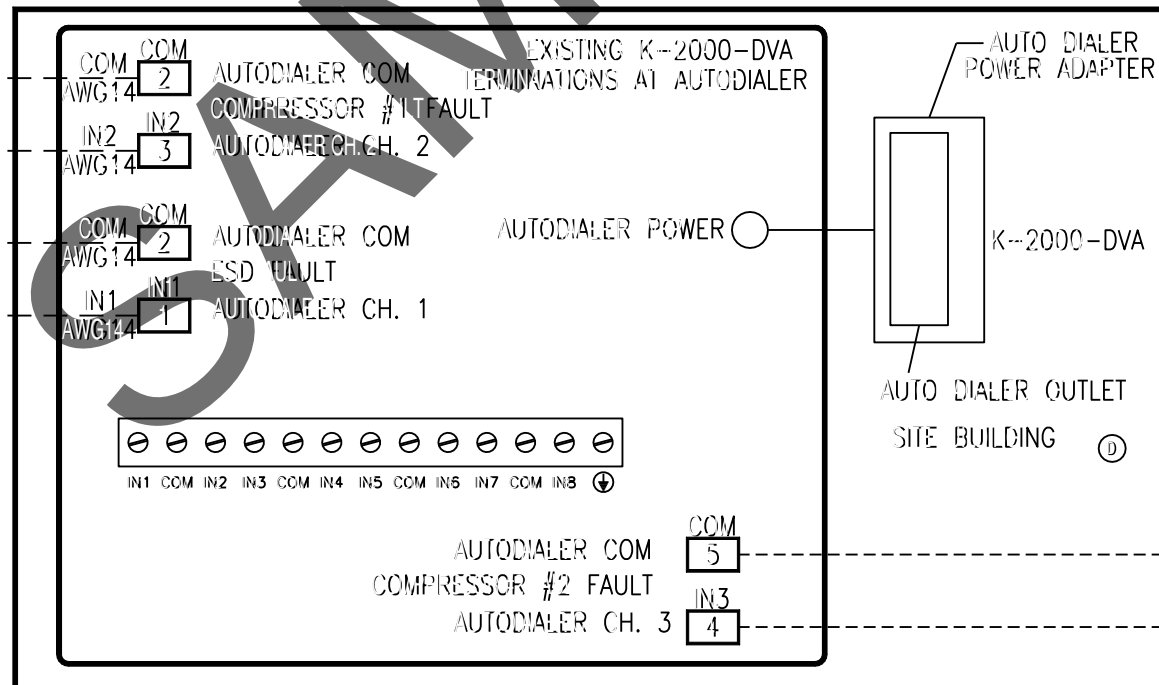 COM
COM
2
AWG14
AUTODIALER COM
EXISTING K-2000-DVA
TERMINATIONS AT AUTODIALER
COMPRESSOR #1 FAULT
IN2
IN2
3
AWG14
AUTODIALER CH. 2
COM
COM
2
AWG14
AUTODIALER COM
ESD FAULT
IN1
IN1
1
AWG14
AUTODIALER CH. 1
AUTODIALER POWER
AUTO DIALER
POWER ADAPTER
K-2000-DVA
AUTO DIALER OUTLET
SITE BUILDING
D
IN1 COM IN2 IN3 COM IN4 IN5 COM IN6 IN7 COM IN8
AUTODIALER COM
COM
5
COMPRESSOR #2 FAULT
AUTODIALER CH. 3
IN3
4